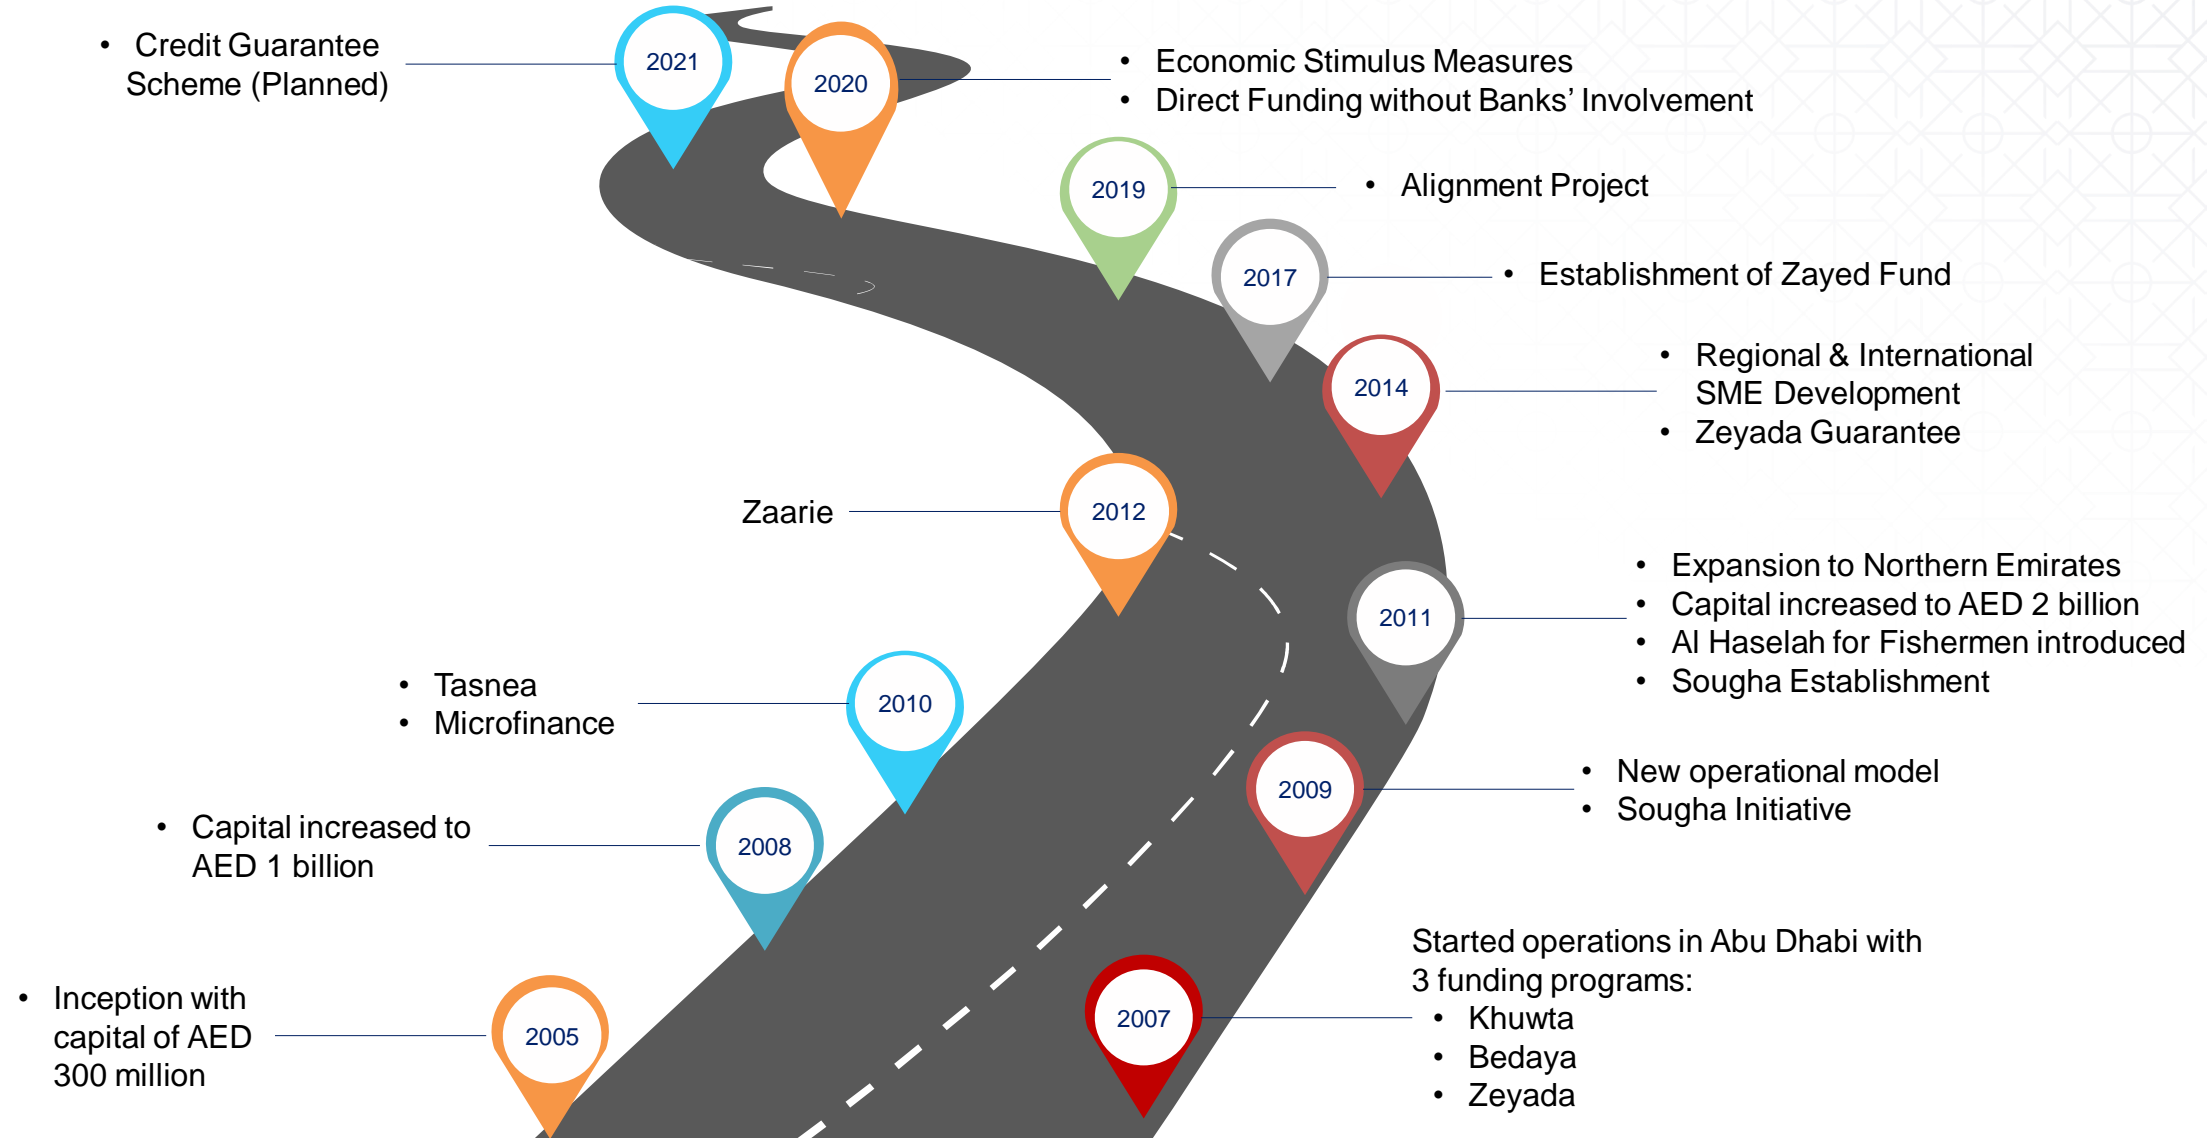 • Credit Guarantee
Scheme (Planned)
2021
2020
• Economic Stimulus Measures
• Direct Funding without Banks’ Involvement
2019
• Alignment Project
2017
• Establishment of Zayed Fund
2014
• Regional & International
SME Development
• Zeyada Guarantee
Zaarie
2012
2011
• Expansion to Northern Emirates
• Capital increased to AED 2 billion
• Al Haselah for Fishermen introduced
• Sougha Establishment
• Tasnea
• Microfinance
2010
2009
• New operational model
• Sougha Initiative
• Capital increased to
AED 1 billion
2008
2007
Started operations in Abu Dhabi with
3 funding programs:
• Khuwta
• Bedaya
• Zeyada
• Inception with
capital of AED
300 million
2005